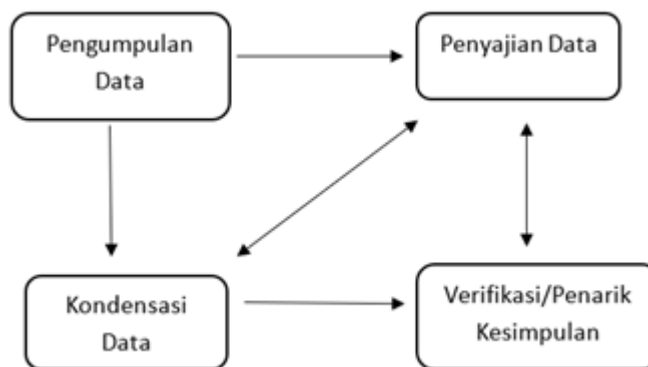 Pengumpulan
Data
Penyajian Data
Kondensasi
Data
Verifikasi/Penarik
Kesimpulan